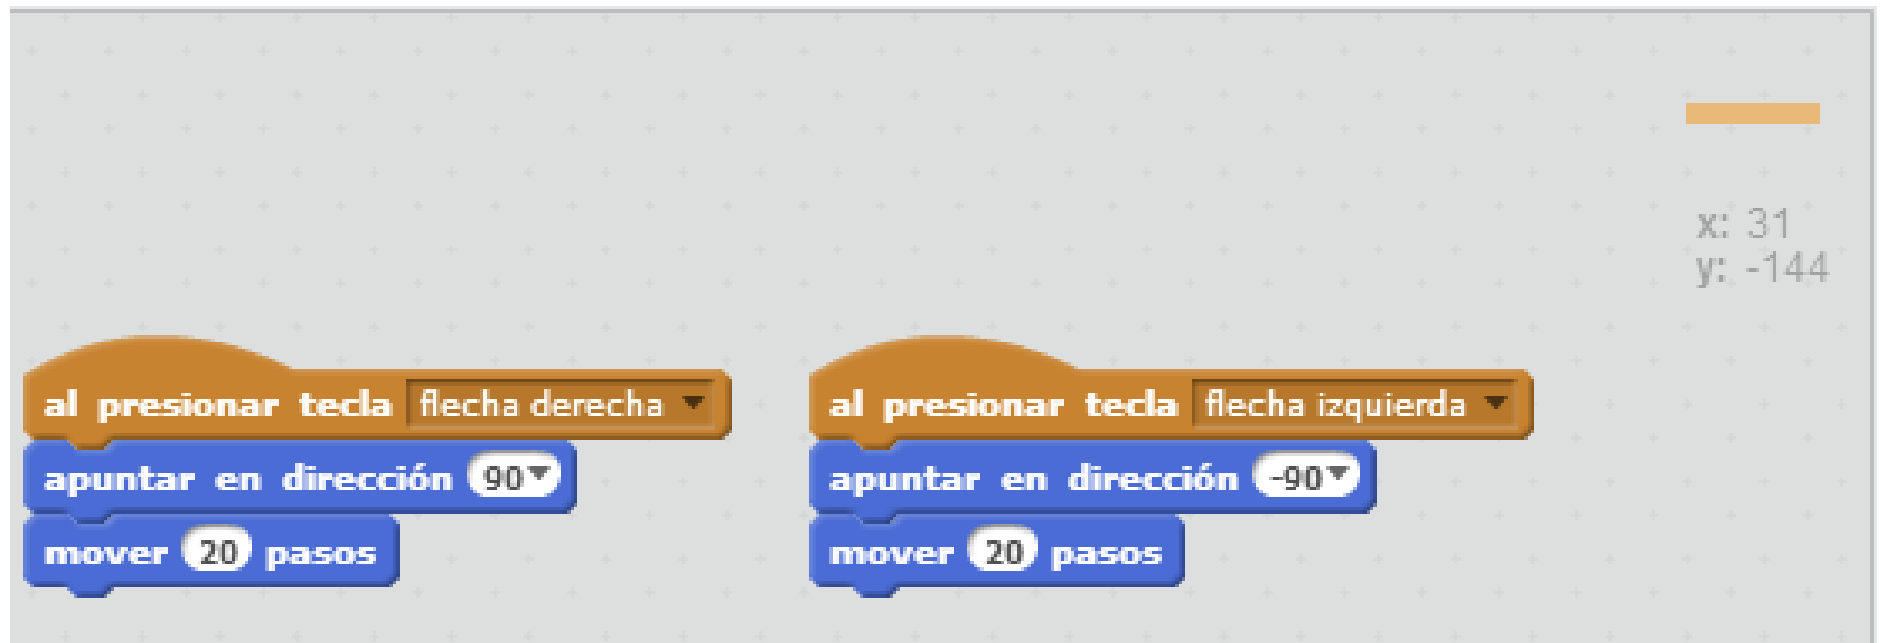 x: 31
y: -144
al presionar tecla flecha derecha
apuntar en dirección 90
mover 20 pasos
al presionar tecla flecha izquierda
apuntar en dirección -90
mover 20 pasos